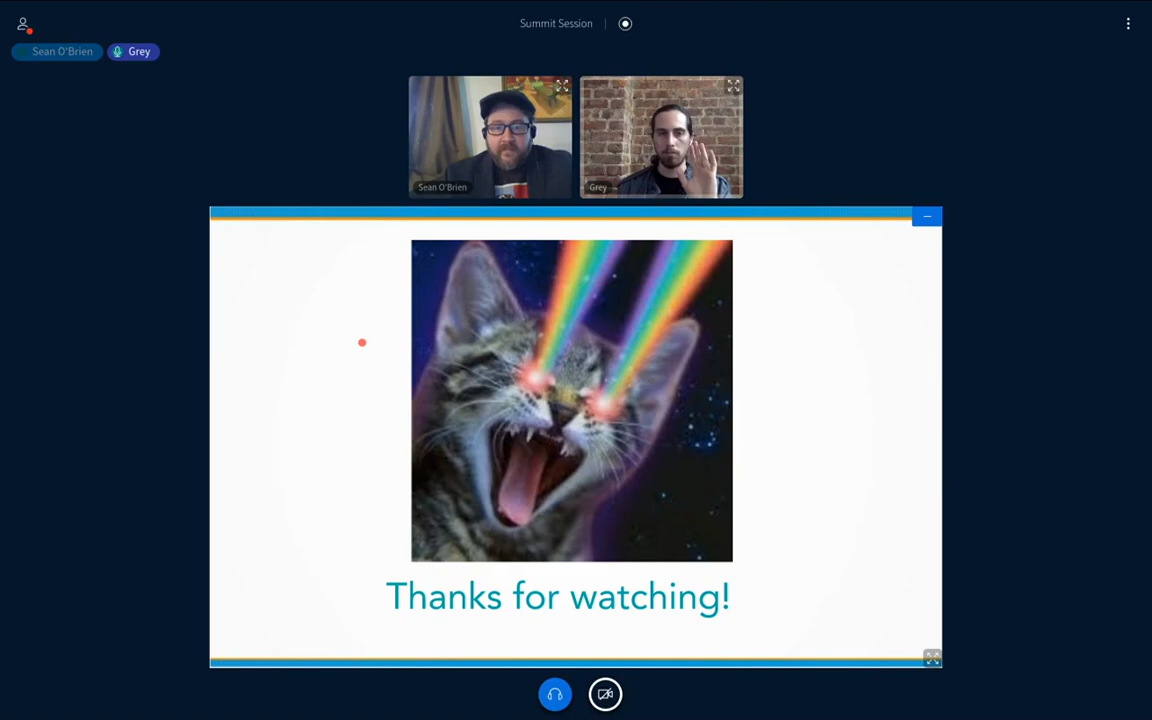 Summit Session
Sean O'Brien
Grey
Sean O'Brien
Grey
Thanks for watching!